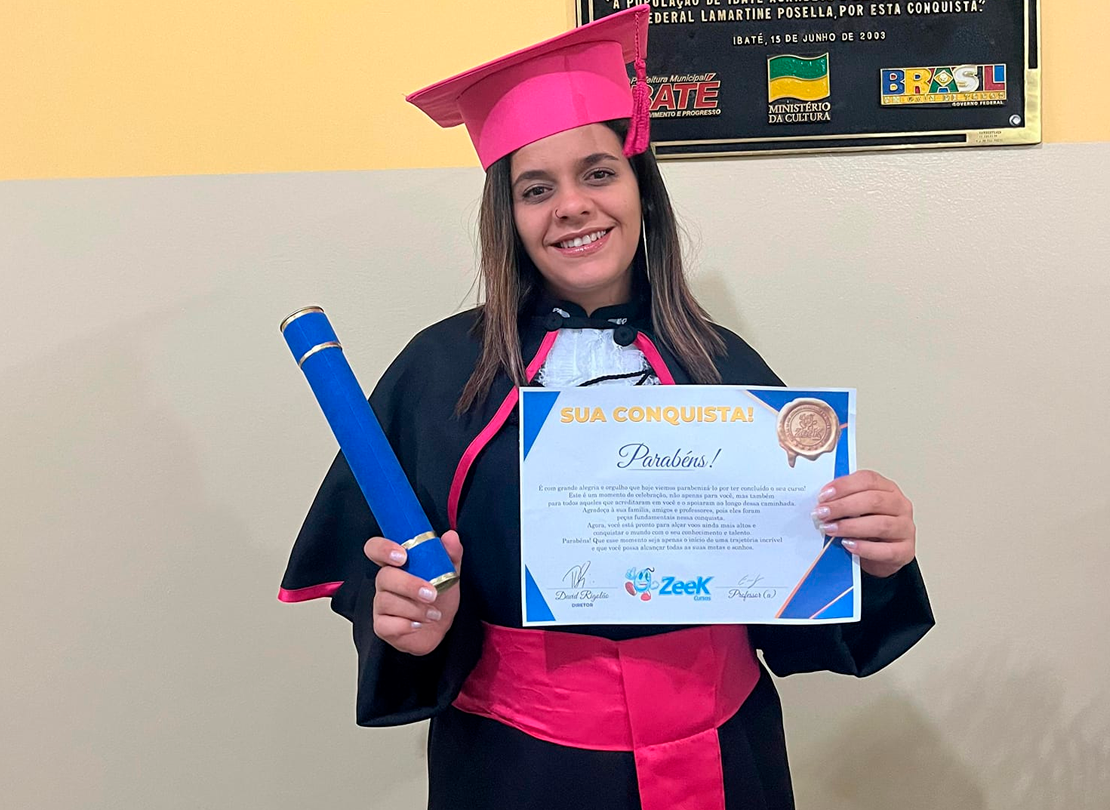 "A POPULAÇÃO DE IBATÉ
FEDERAL LAMARTINE POSELLA, POR ESTA CONQUISTA".
IBATÉ, 15 DE JUNHO DE 2003
Prefeitura Municipal
IBATÉ
MINISTÉRIO
DA CULTURA
BRASIL
GOVERNO FEDERAL
SUA CONQUISTA!
Parabéns!
É com grande alegria e orgulho que hoje viemos parabenizá-lo por ter concluído o seu curso!
Este é um momento de celebração, não apenas para você, mas também
para todos aqueles que acreditaram em você e o apoiaram ao longo dessa caminhada.
Agradeça à sua família, amigos e professores, pois eles foram
peças fundamentais nessa conquista.
Agora, você está pronto para alçar voos ainda mais altos e
conquistar o mundo com o seu conhecimento e talento.
Parabéns! Que esse momento seja apenas o início de uma trajetória incrível
e que você possa alcançar todas as suas metas e sonhos.
David Rigolão
DIRETOR
ZeeK
Cursos
Professor (a)